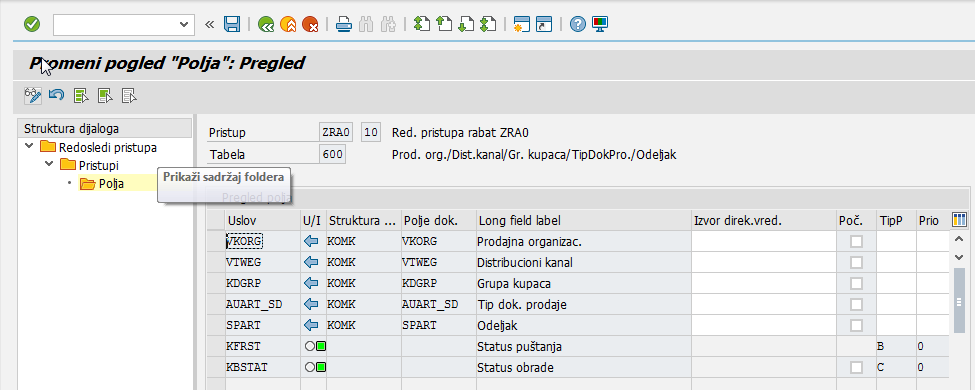 Promeni pogled "Polja": Pregled
Struktura dijaloga
Redosledi pristupa
Pristupi
Polja
Prikaži sadržaj foldera
Pristup ZRA0 10 Red. pristupa rabat ZRA0
Tabela 600 Prod. org./Dist.kanal/Gr. kupaca/TipDokPro./Odeljak
Pregled polja
Uslov U/I Struktura ... Polje dok. Long field label Izvor direk.vred. Poč. TipP Prio
VKORG KOMK VKORG Prodajna organizac.
VTWEG KOMK VTWEG Distribucioni kanal
KDGRP KOMK KDGRP Grupa kupaca
AUART_SD KOMK AUART_SD Tip dok. prodaje
SPART KOMK SPART Odeljak
KFRST Status puštanja B 0
KBSTAT Status obrade C 0